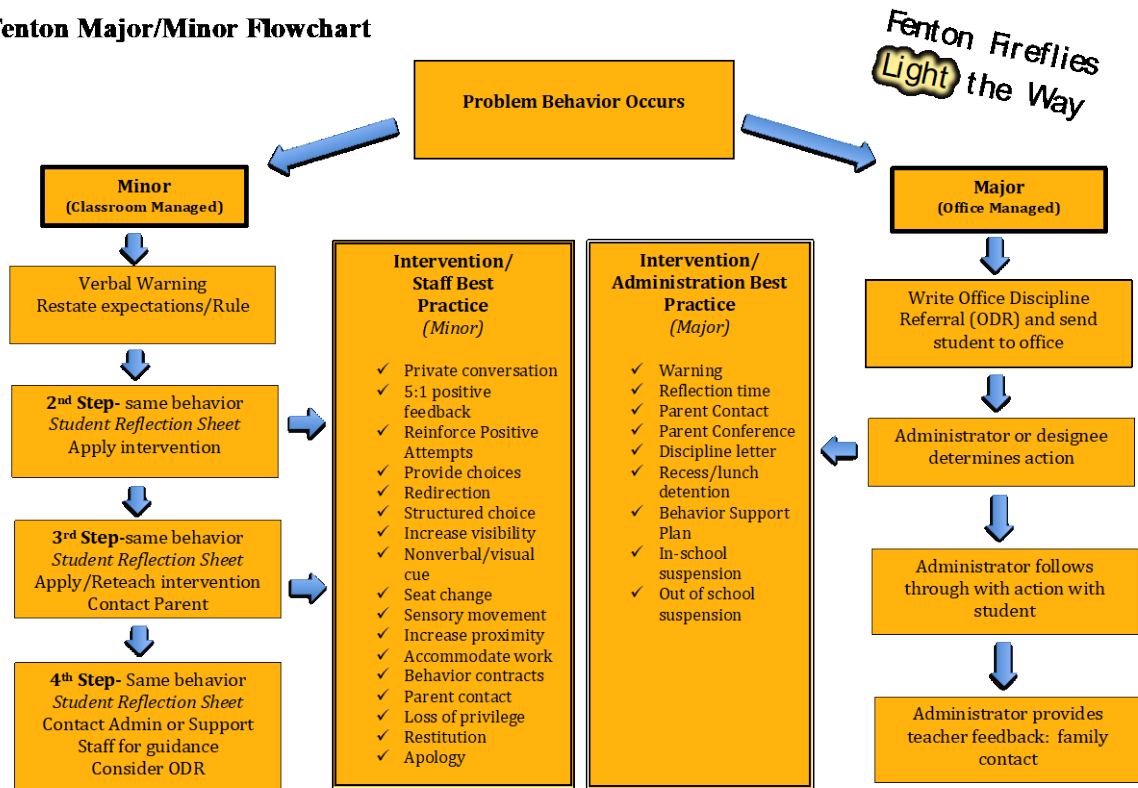 Fenton Major/Minor Flowchart
Fenton Fireflies
Light the Way
Problem Behavior Occurs
Minor
(Classroom Managed)
Verbal Warning
Restate expectations/Rule
2nd Step- same behavior
Student Reflection Sheet
Apply intervention
3rd Step-same behavior
Student Reflection Sheet
Apply/Reteach intervention
Contact Parent
4th Step- Same behavior
Student Reflection Sheet
Contact Admin or Support
Staff for guidance
Consider ODR
Intervention/
Staff Best
Practice
(Minor)
✓ Private conversation
✓ 5:1 positive
feedback
✓ Reinforce Positive
Attempts
✓ Provide choices
✓ Redirection
✓ Structured choice
✓ Increase visibility
✓ Nonverbal/visual
cue
✓ Seat change
✓ Sensory movement
✓ Increase proximity
✓ Accommodate work
✓ Behavior contracts
✓ Parent contact
✓ Loss of privilege
✓ Restitution
✓ Apology
Intervention/
Administration Best
Practice
(Major)
✓ Warning
✓ Reflection time
✓ Parent Contact
✓ Parent Conference
✓ Discipline letter
✓ Recess/lunch
detention
✓ Behavior Support
Plan
✓ In-school
suspension
✓ Out of school
suspension
Major
(Office Managed)
Write Office Discipline
Referral (ODR) and send
student to office
Administrator or designee
determines action
Administrator follows
through with action with
student
Administrator provides
teacher feedback: family
contact